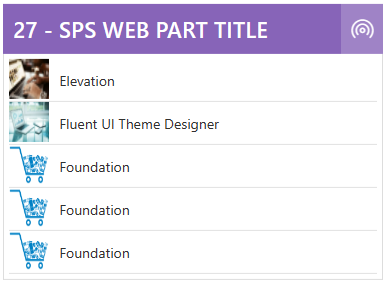 27 - SPS WEB PART TITLE
Elevation
Fluent UI Theme Designer
Foundation
Foundation
Foundation